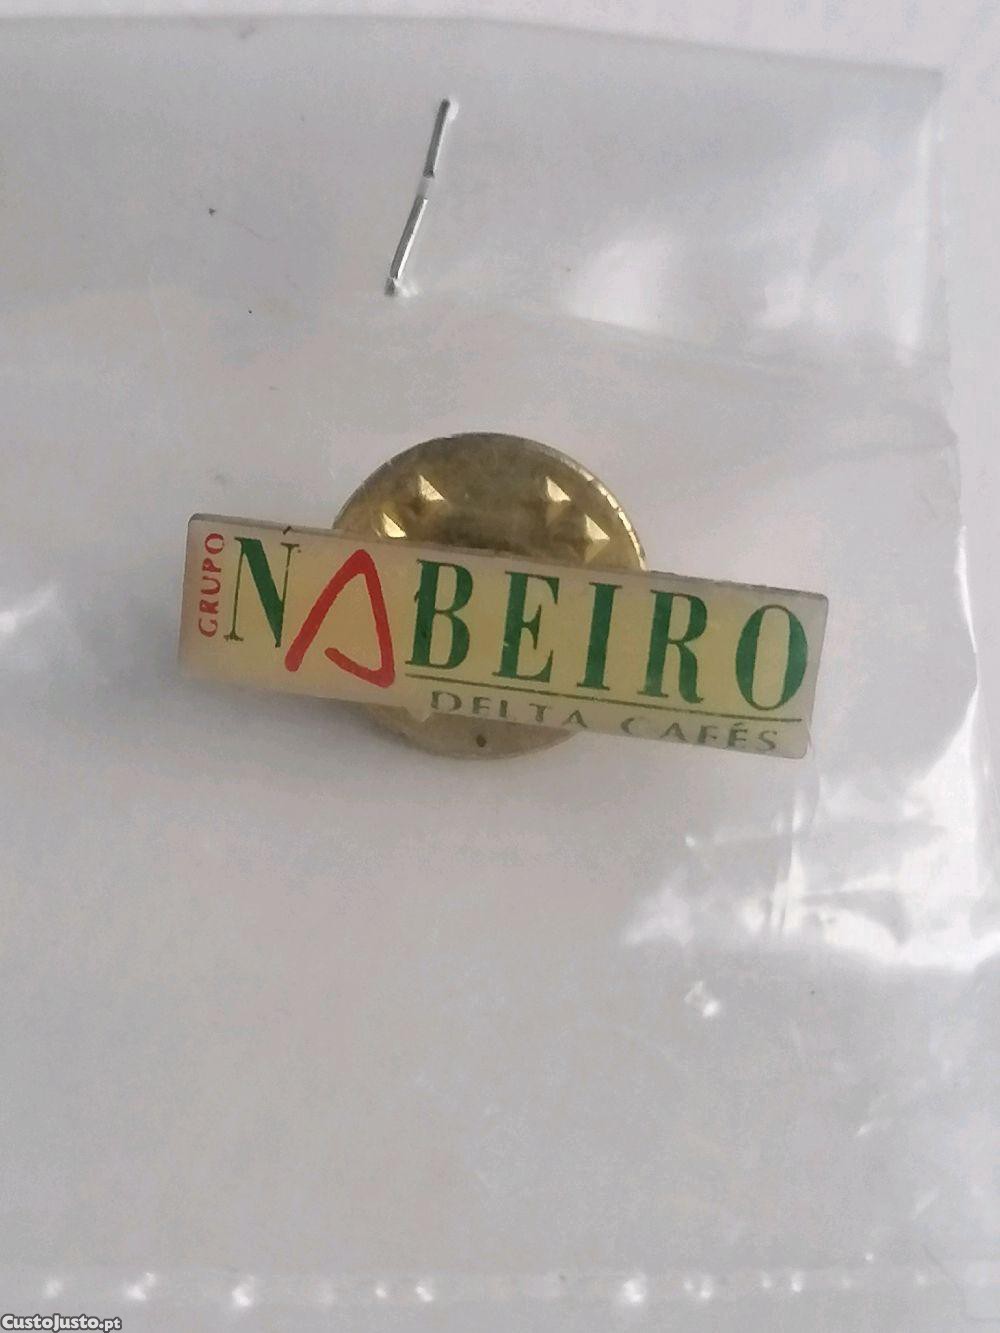 GRUPO
NABEIRO
DELTA CAFÉS
CustoJusto.pt